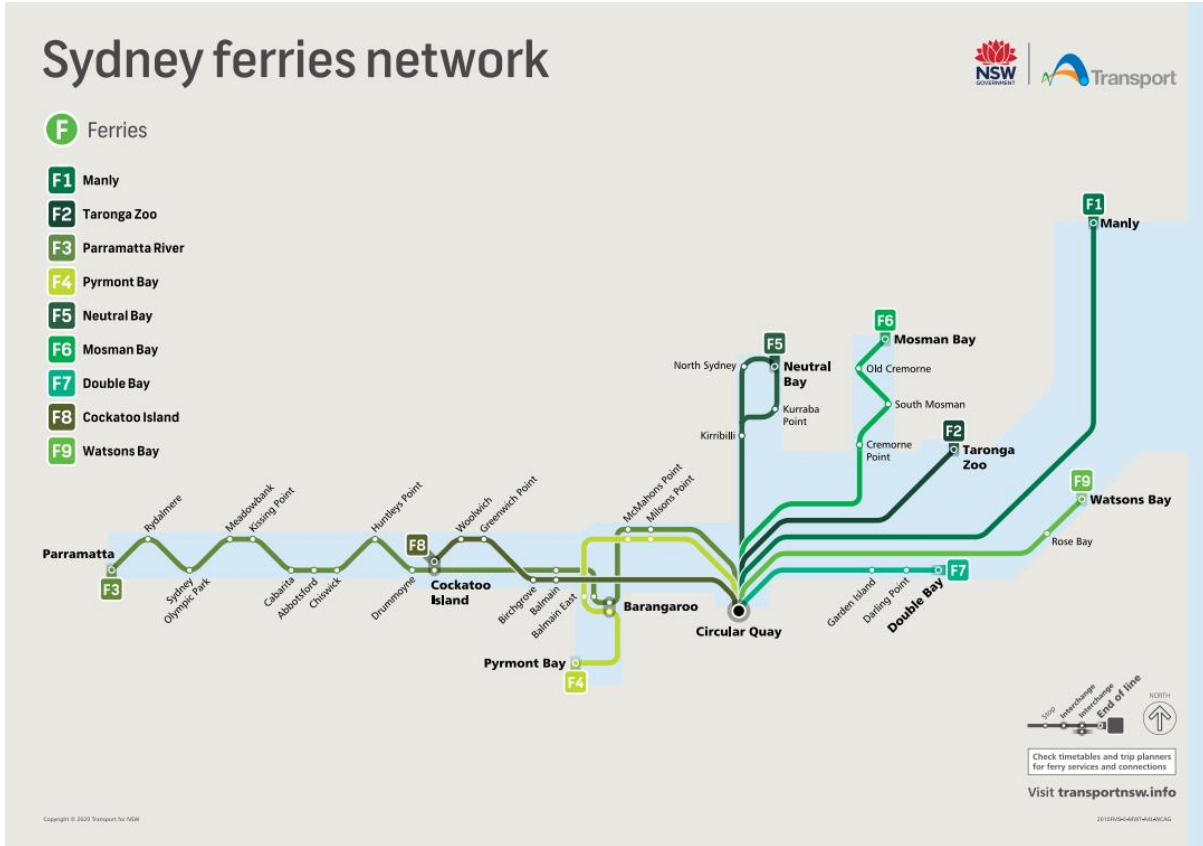 Sydney ferries network
NSW
GOVERNMENT
Transport
F Ferries
F1 Manly
F2 Taronga Zoo
F3 Parramatta River
F4 Pyrmont Bay
F5 Neutral Bay
F6 Mosman Bay
F7 Double Bay
F8 Cockatoo Island
F9 Watsons Bay
F1
Manly
F6
Mosman Bay
Old Cremorne
South Mosman
Cremorne
Point
F5
North Sydney
Neutral
Bay
Kurraba
Point
Kirribilli
F2
Taronga
Zoo
F9
Watsons Bay
Rose Bay
Parramatta
F3
Rydalmere
Sydney
Olympic Park
Meadowbank
Kissing Point
Cabarita
Abbotsford
Chiswick
Huntleys Point
Drummoyne
F8
Cockatoo
Island
Woolwich
Greenwich Point
Birchgrove
Balmain
Balmain East
McMahons Point
Milsons Point
Barangaroo
Pyrmont Bay
F4
Circular Quay
Garden Island
Darling Point
Double Bay
F7
Stop
Interchange
Interchange
End of line
NORTH
Check timetables and trip planners
for ferry services and connections
Visit transportnsw.info
Copyright © 2020 Transport for NSW